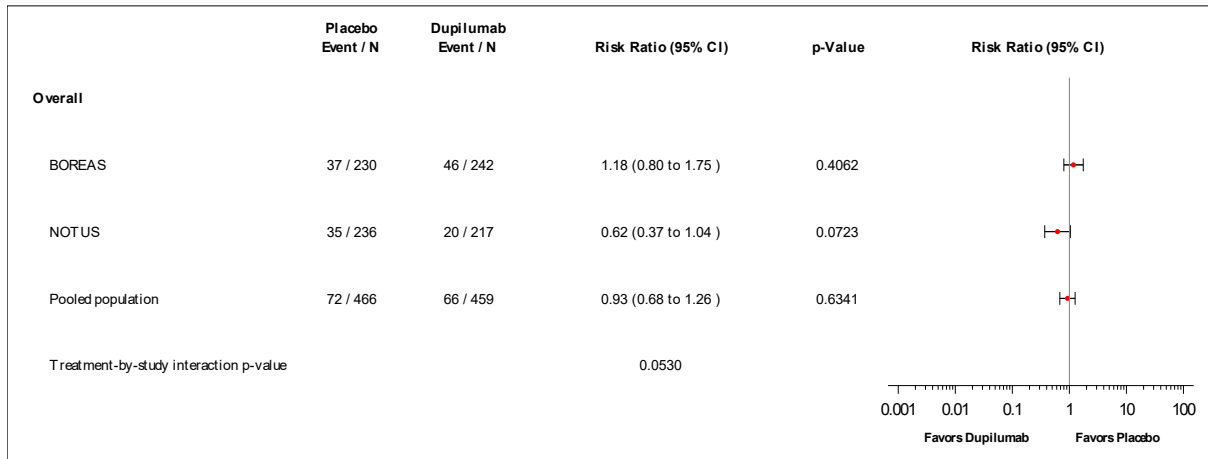 Placebo Event / N Dupilumab Event / N Risk Ratio (95% CI) p-Value Risk Ratio (95% CI)
Overall
BOREAS 37 / 230 46 / 242 1.18 (0.80 to 1.75 ) 0.4062
NOTUS 35 / 236 20 / 217 0.62 (0.37 to 1.04 ) 0.0723
Pooled population 72 / 466 66 / 459 0.93 (0.68 to 1.26 ) 0.6341
Treatment-by-study interaction p-value 0.0530
0.001 0.01 0.1 1 10 100
Favors Dupilumab Favors Placebo